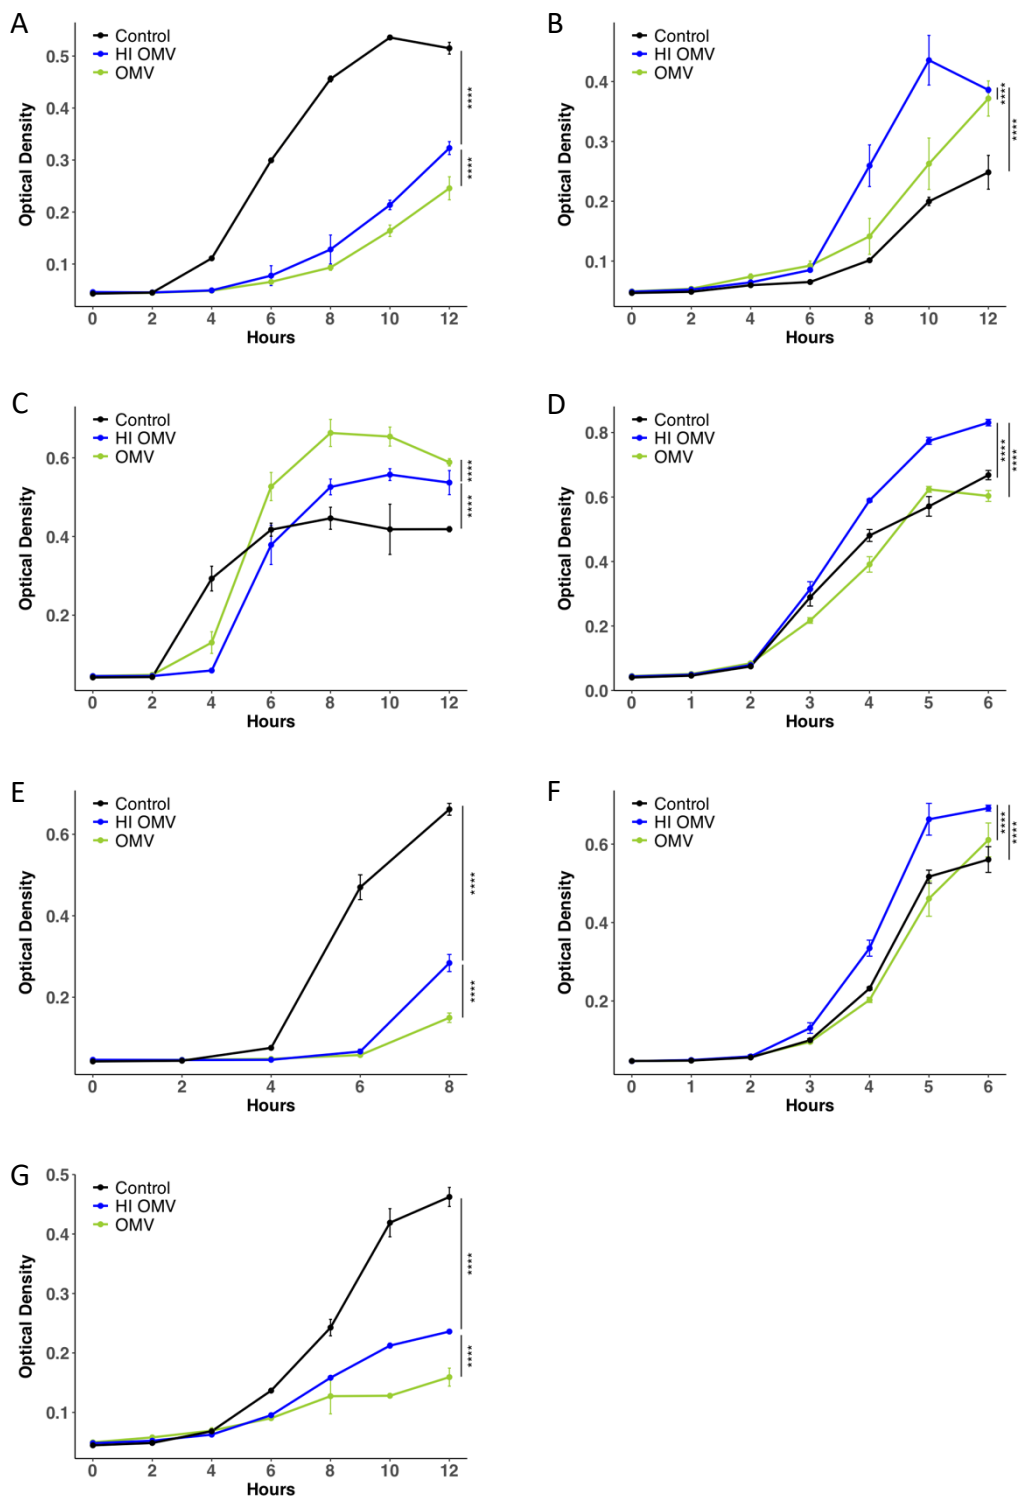 A
Control
HI OMV
OMV
Optical Density
0.5
0.4
0.3
0.2
0.1
****
****
0 2 4 6 8 10 12
Hours
B
Control
HI OMV
OMV
Optical Density
0.4
0.3
0.2
0.1
****
****
0 2 4 6 8 10 12
Hours
C
Control
HI OMV
OMV
Optical Density
0.6
0.4
0.2
****
****
0 2 4 6 8 10 12
Hours
D
Control
HI OMV
OMV
Optical Density
0.8
0.6
0.4
0.2
0.0
****
****
0 1 2 3 4 5 6
Hours
E
Control
HI OMV
OMV
Optical Density
0.6
0.4
0.2
****
****
0 2 4 6 8
Hours
F
Control
HI OMV
OMV
Optical Density
0.6
0.4
0.2
****
****
0 1 2 3 4 5 6
Hours
G
Control
HI OMV
OMV
Optical Density
0.5
0.4
0.3
0.2
0.1
****
****
0 2 4 6 8 10 12
Hours